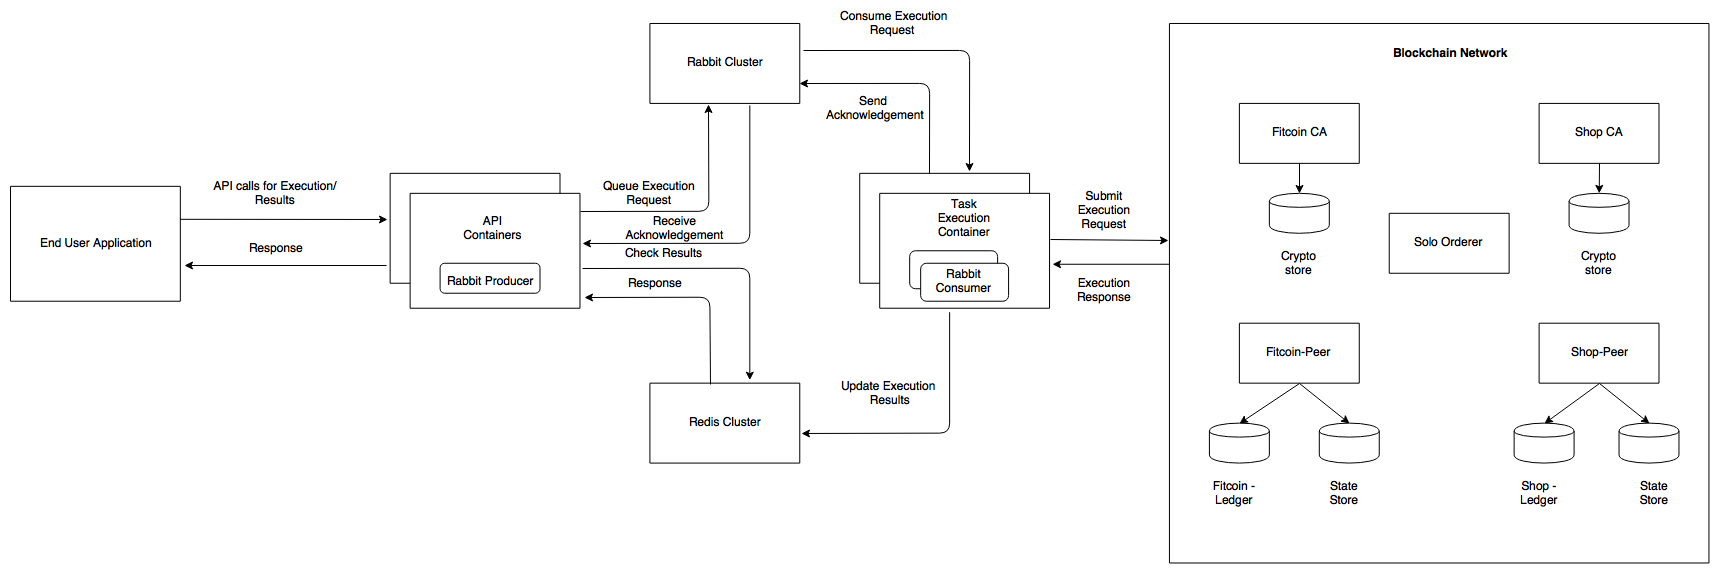 Consume Execution
Request
Rabbit Cluster
Send
Acknowledgement
API calls for Execution/
Results
End User Application
Response
API
Containers
Rabbit Producer
Queue Execution
Request
Receive
Acknowledgement
Check Results
Response
Redis Cluster
Task
Execution
Container
Rabbit
Consumer
Update Execution
Results
Submit
Execution
Request
Execution
Response
Blockchain Network
Fitcoin CA
Crypto
store
Shop CA
Crypto
store
Solo Orderer
Fitcoin-Peer
Fitcoin -
Ledger
State
Store
Shop-Peer
Shop -
Ledger
State
Store